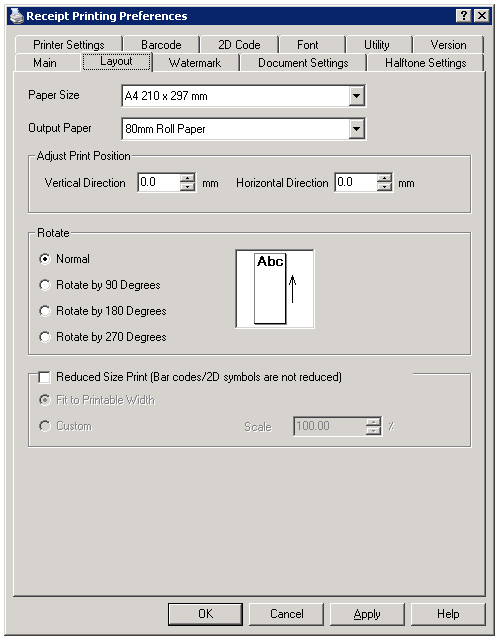 Receipt Printing Preferences
Printer Settings Barcode 2D Code Font Utility Version
Main Layout Watermark Document Settings Halftone Settings
Paper Size A4 210 x 297 mm
Output Paper 80mm Roll Paper
Adjust Print Position
Vertical Direction 0.0 mm Horizontal Direction 0.0 mm
Rotate
Normal
Rotate by 90 Degrees
Rotate by 180 Degrees
Rotate by 270 Degrees
Abc
Reduced Size Print (Bar codes/2D symbols are not reduced)
Fit to Printable Width
Custom Scale 100.00 %
OK Cancel Apply Help